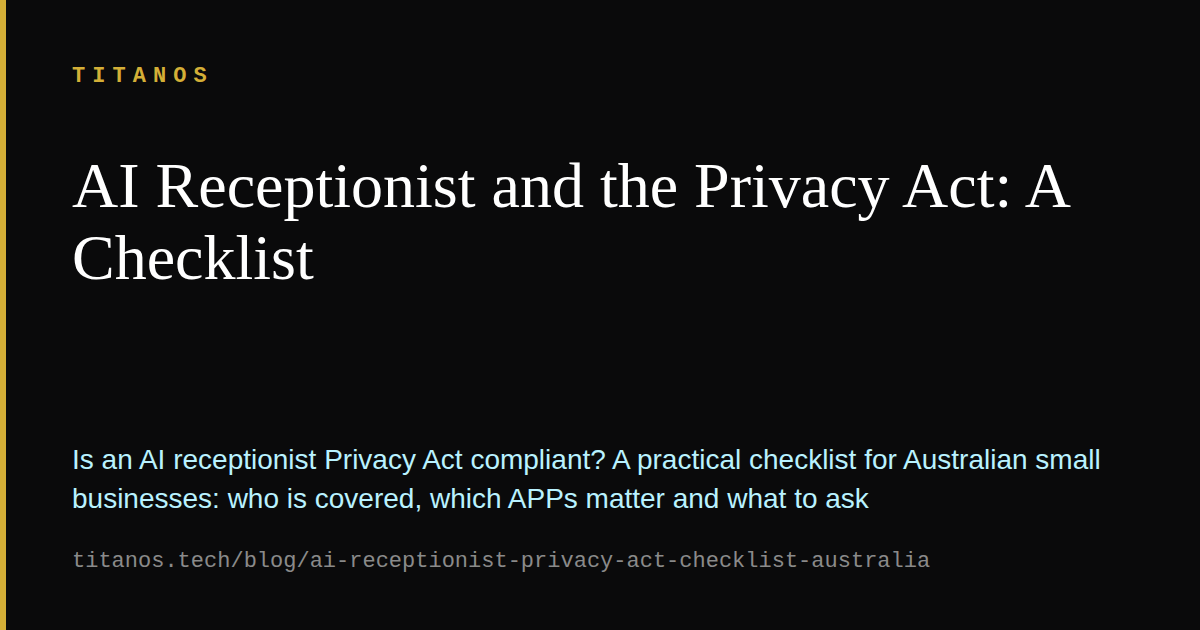 TITANOS
AI Receptionist and the Privacy Act: A
Checklist
Is an AI receptionist Privacy Act compliant? A practical checklist for Australian small
businesses: who is covered, which APPs matter and what to ask
titanos.tech/blog/ai-receptionist-privacy-act-checklist-australia